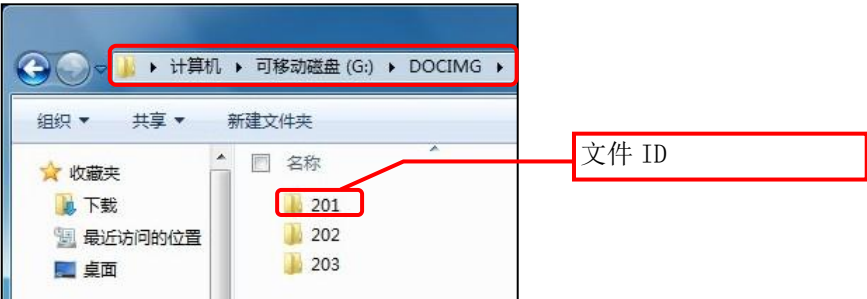 计算机 ▸ 可移动磁盘 (G:) ▸ DOCIMG ▸
组织 ▾ 共享 ▾ 新建文件夹
收藏夹
下载
最近访问的位置
桌面
名称
201
202
203
文件 ID